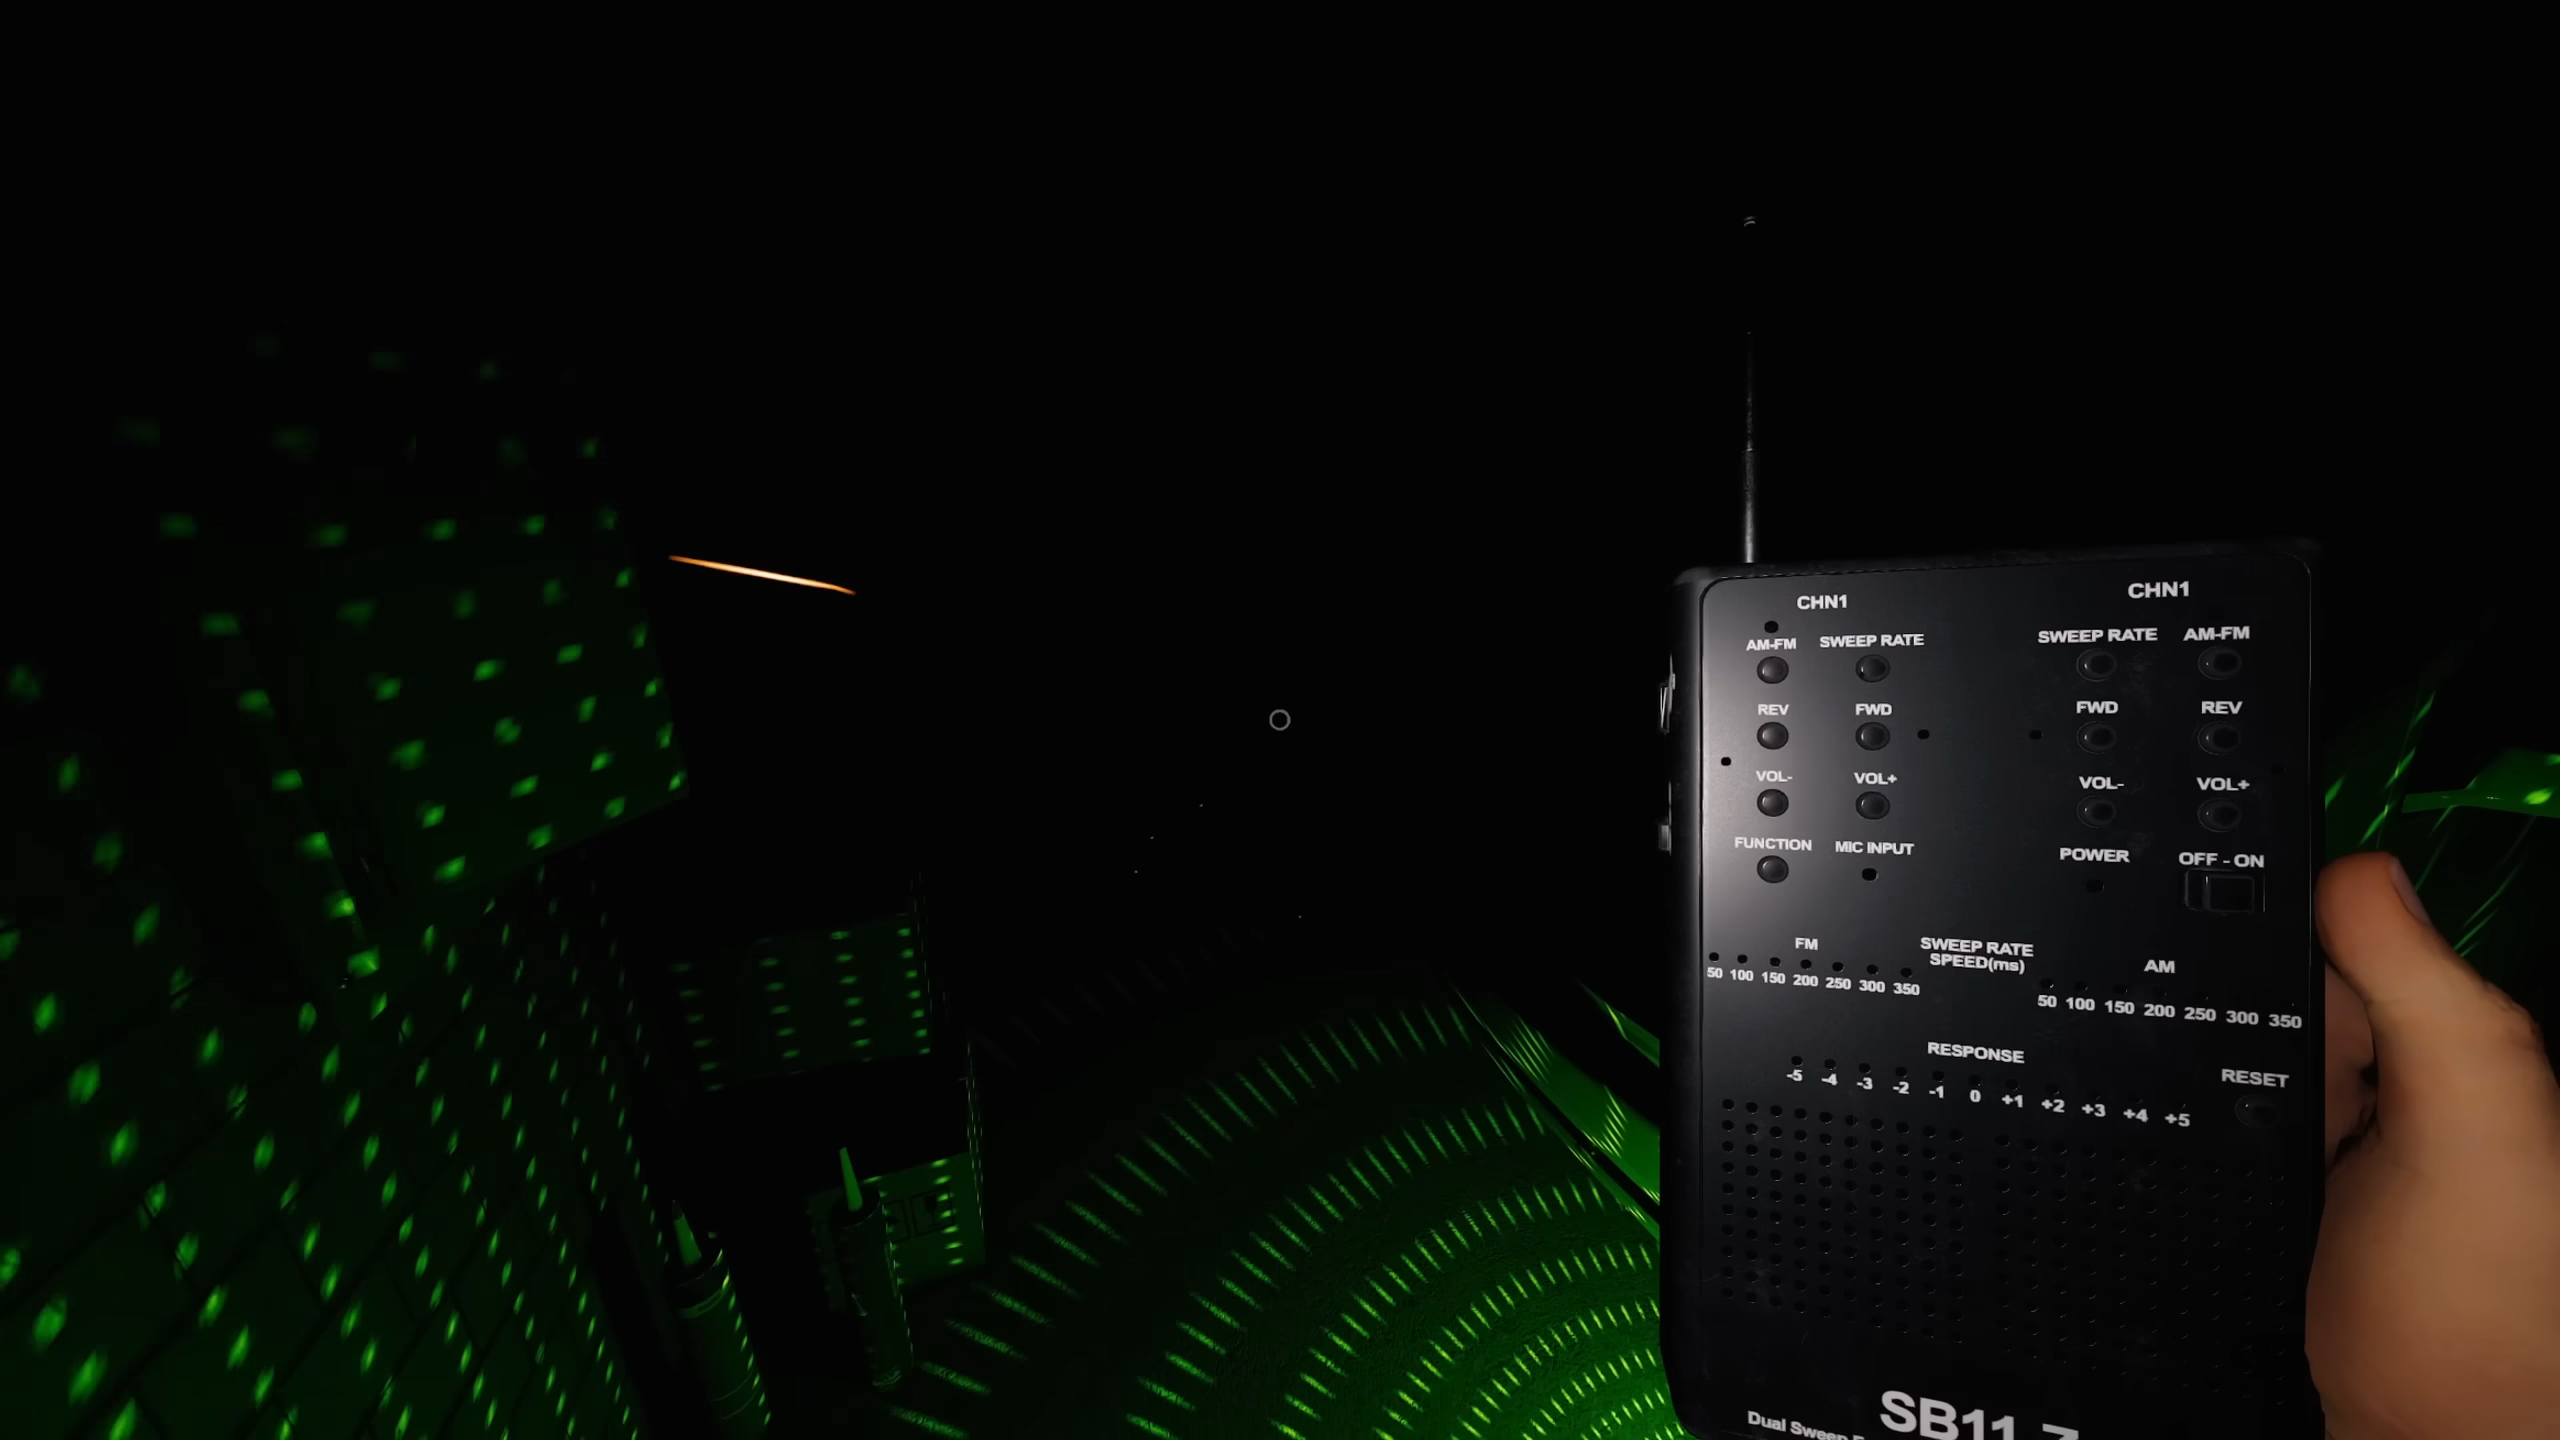 CHN1 CHN1
AM-FM SWEEP RATE SWEEP RATE AM-FM
REV FWD FWD REV
VOL- VOL+ VOL- VOL+
FUNCTION MIC INPUT POWER OFF - ON
FM SWEEP RATE AM
SPEED(ms)
50 100 150 200 250 300 350 50 100 150 200 250 300 350
RESPONSE
RESET
-5 -4 -3 -2 -1 0 +1 +2 +3 +4 +5
SB11
Dual Sweep